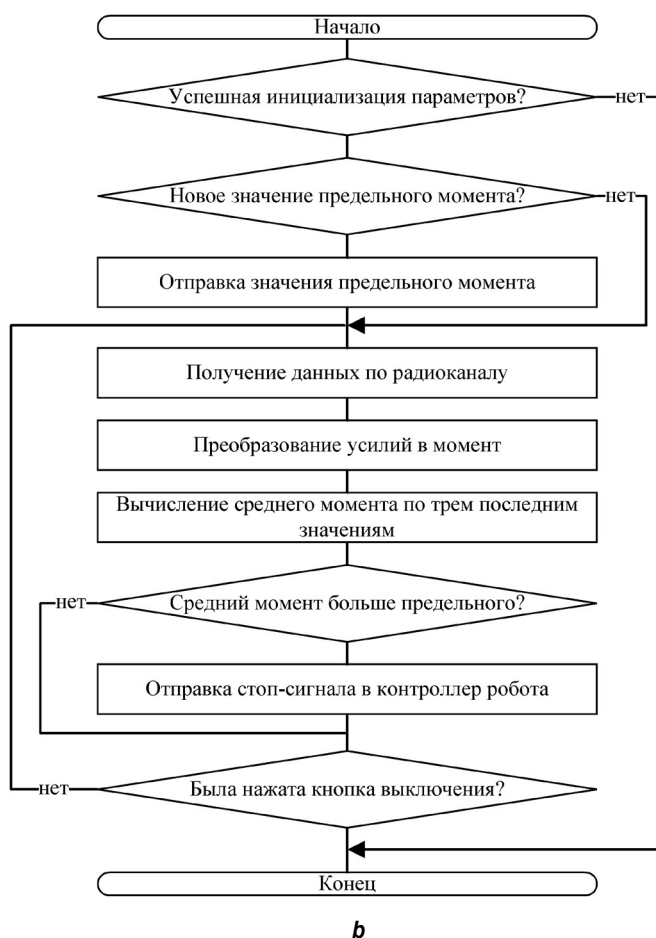 Начало
Успешная инициализация параметров?
нет
Новое значение предельного момента?
нет
Отправка значения предельного момента
Получение данных по радиоканалу
Преобразование усилий в момент
Вычисление среднего момента по трем последним
значениям
нет
Средний момент больше предельного?
Отправка стоп-сигнала в контроллер робота
нет
Была нажата кнопка выключения?
Конец
b